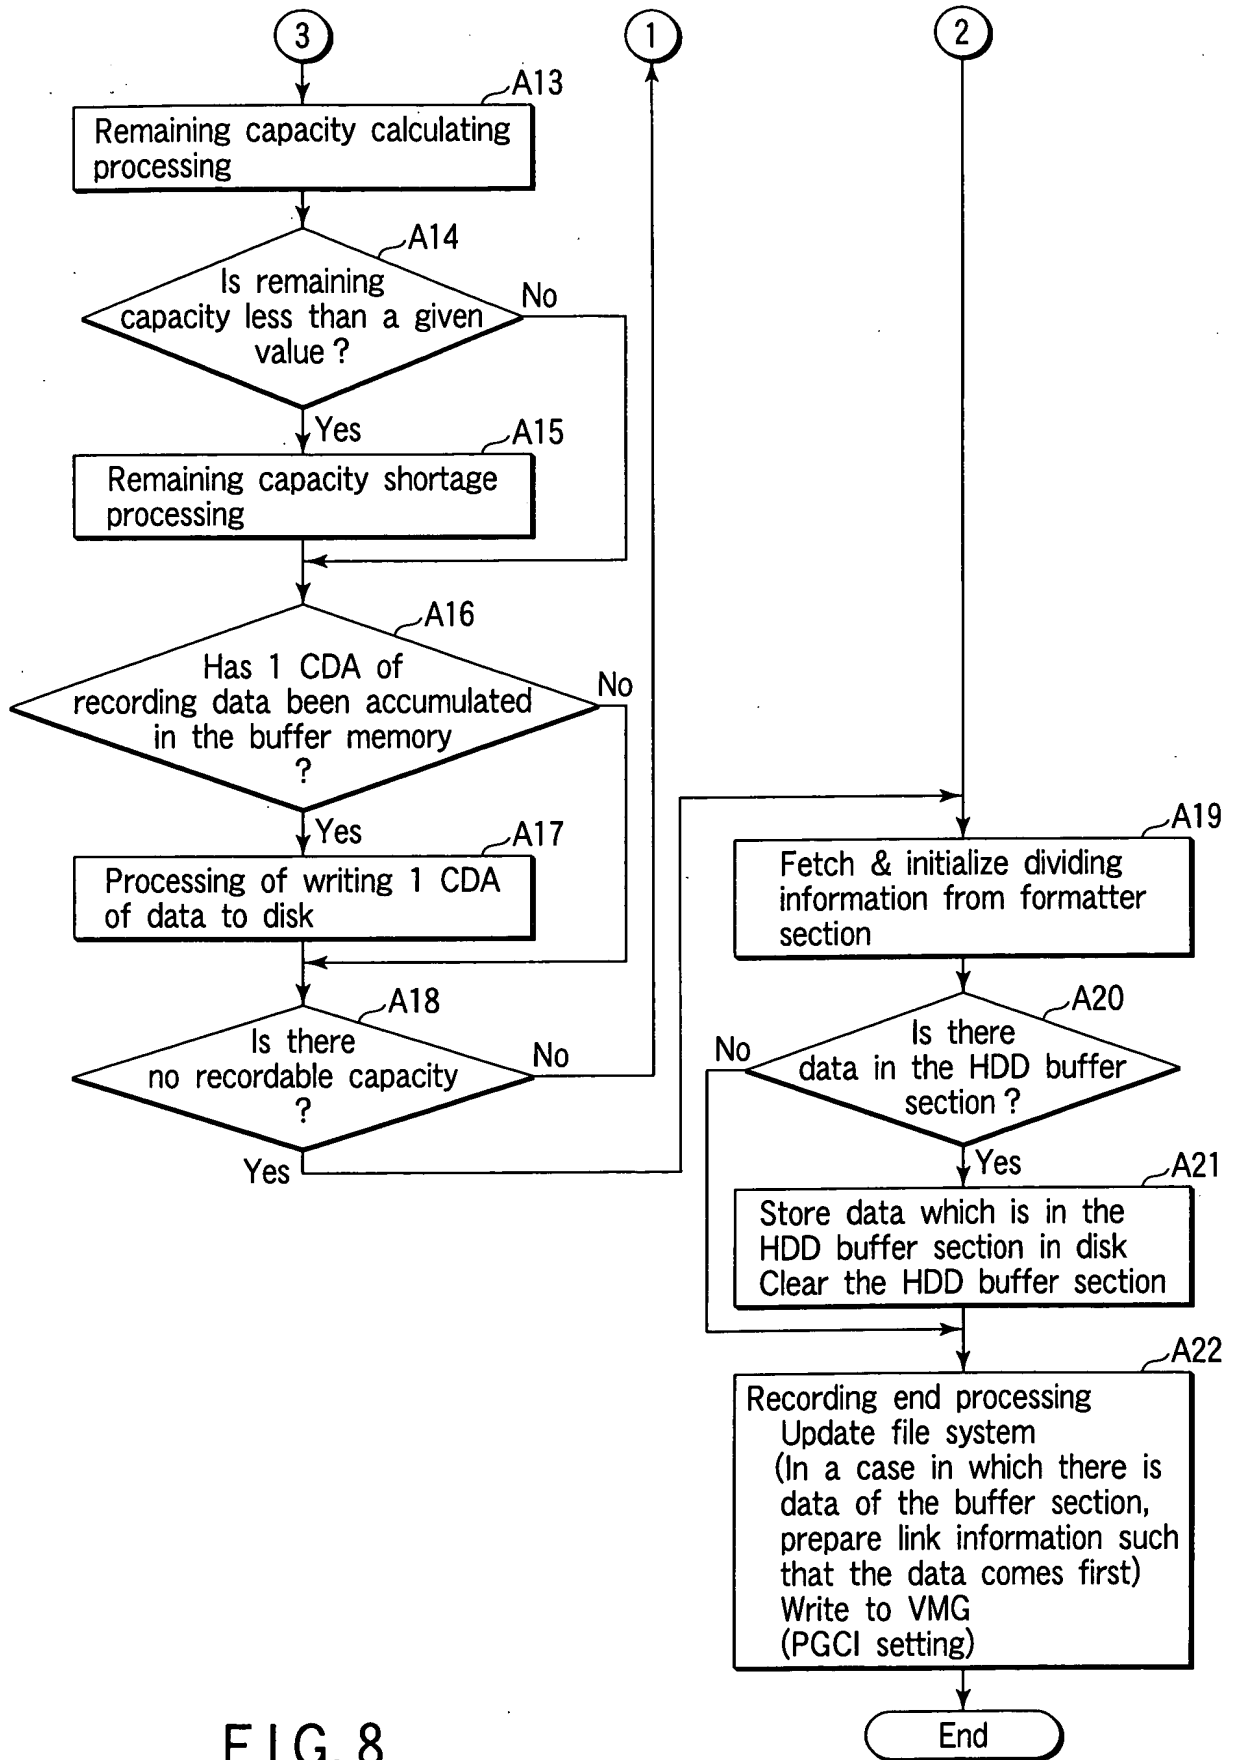 3
1
2
A13
Remaining capacity calculating
processing
A14
Is remaining
capacity less than a given
value ?
No
Yes
A15
Remaining capacity shortage
processing
A16
Has 1 CDA of
recording data been accumulated
in the buffer memory
?
No
Yes
A17
Processing of writing 1 CDA
of data to disk
A18
Is there
no recordable capacity
?
No
Yes
A19
Fetch & initialize dividing
information from formatter
section
A20
Is there
data in the HDD buffer
section ?
No
Yes
A21
Store data which is in the
HDD buffer section in disk
Clear the HDD buffer section
A22
Recording end processing
Update file system
(In a case in which there is
data of the buffer section,
prepare link information such
that the data comes first)
Write to VMG
(PGCI setting)
End
FIG. 8